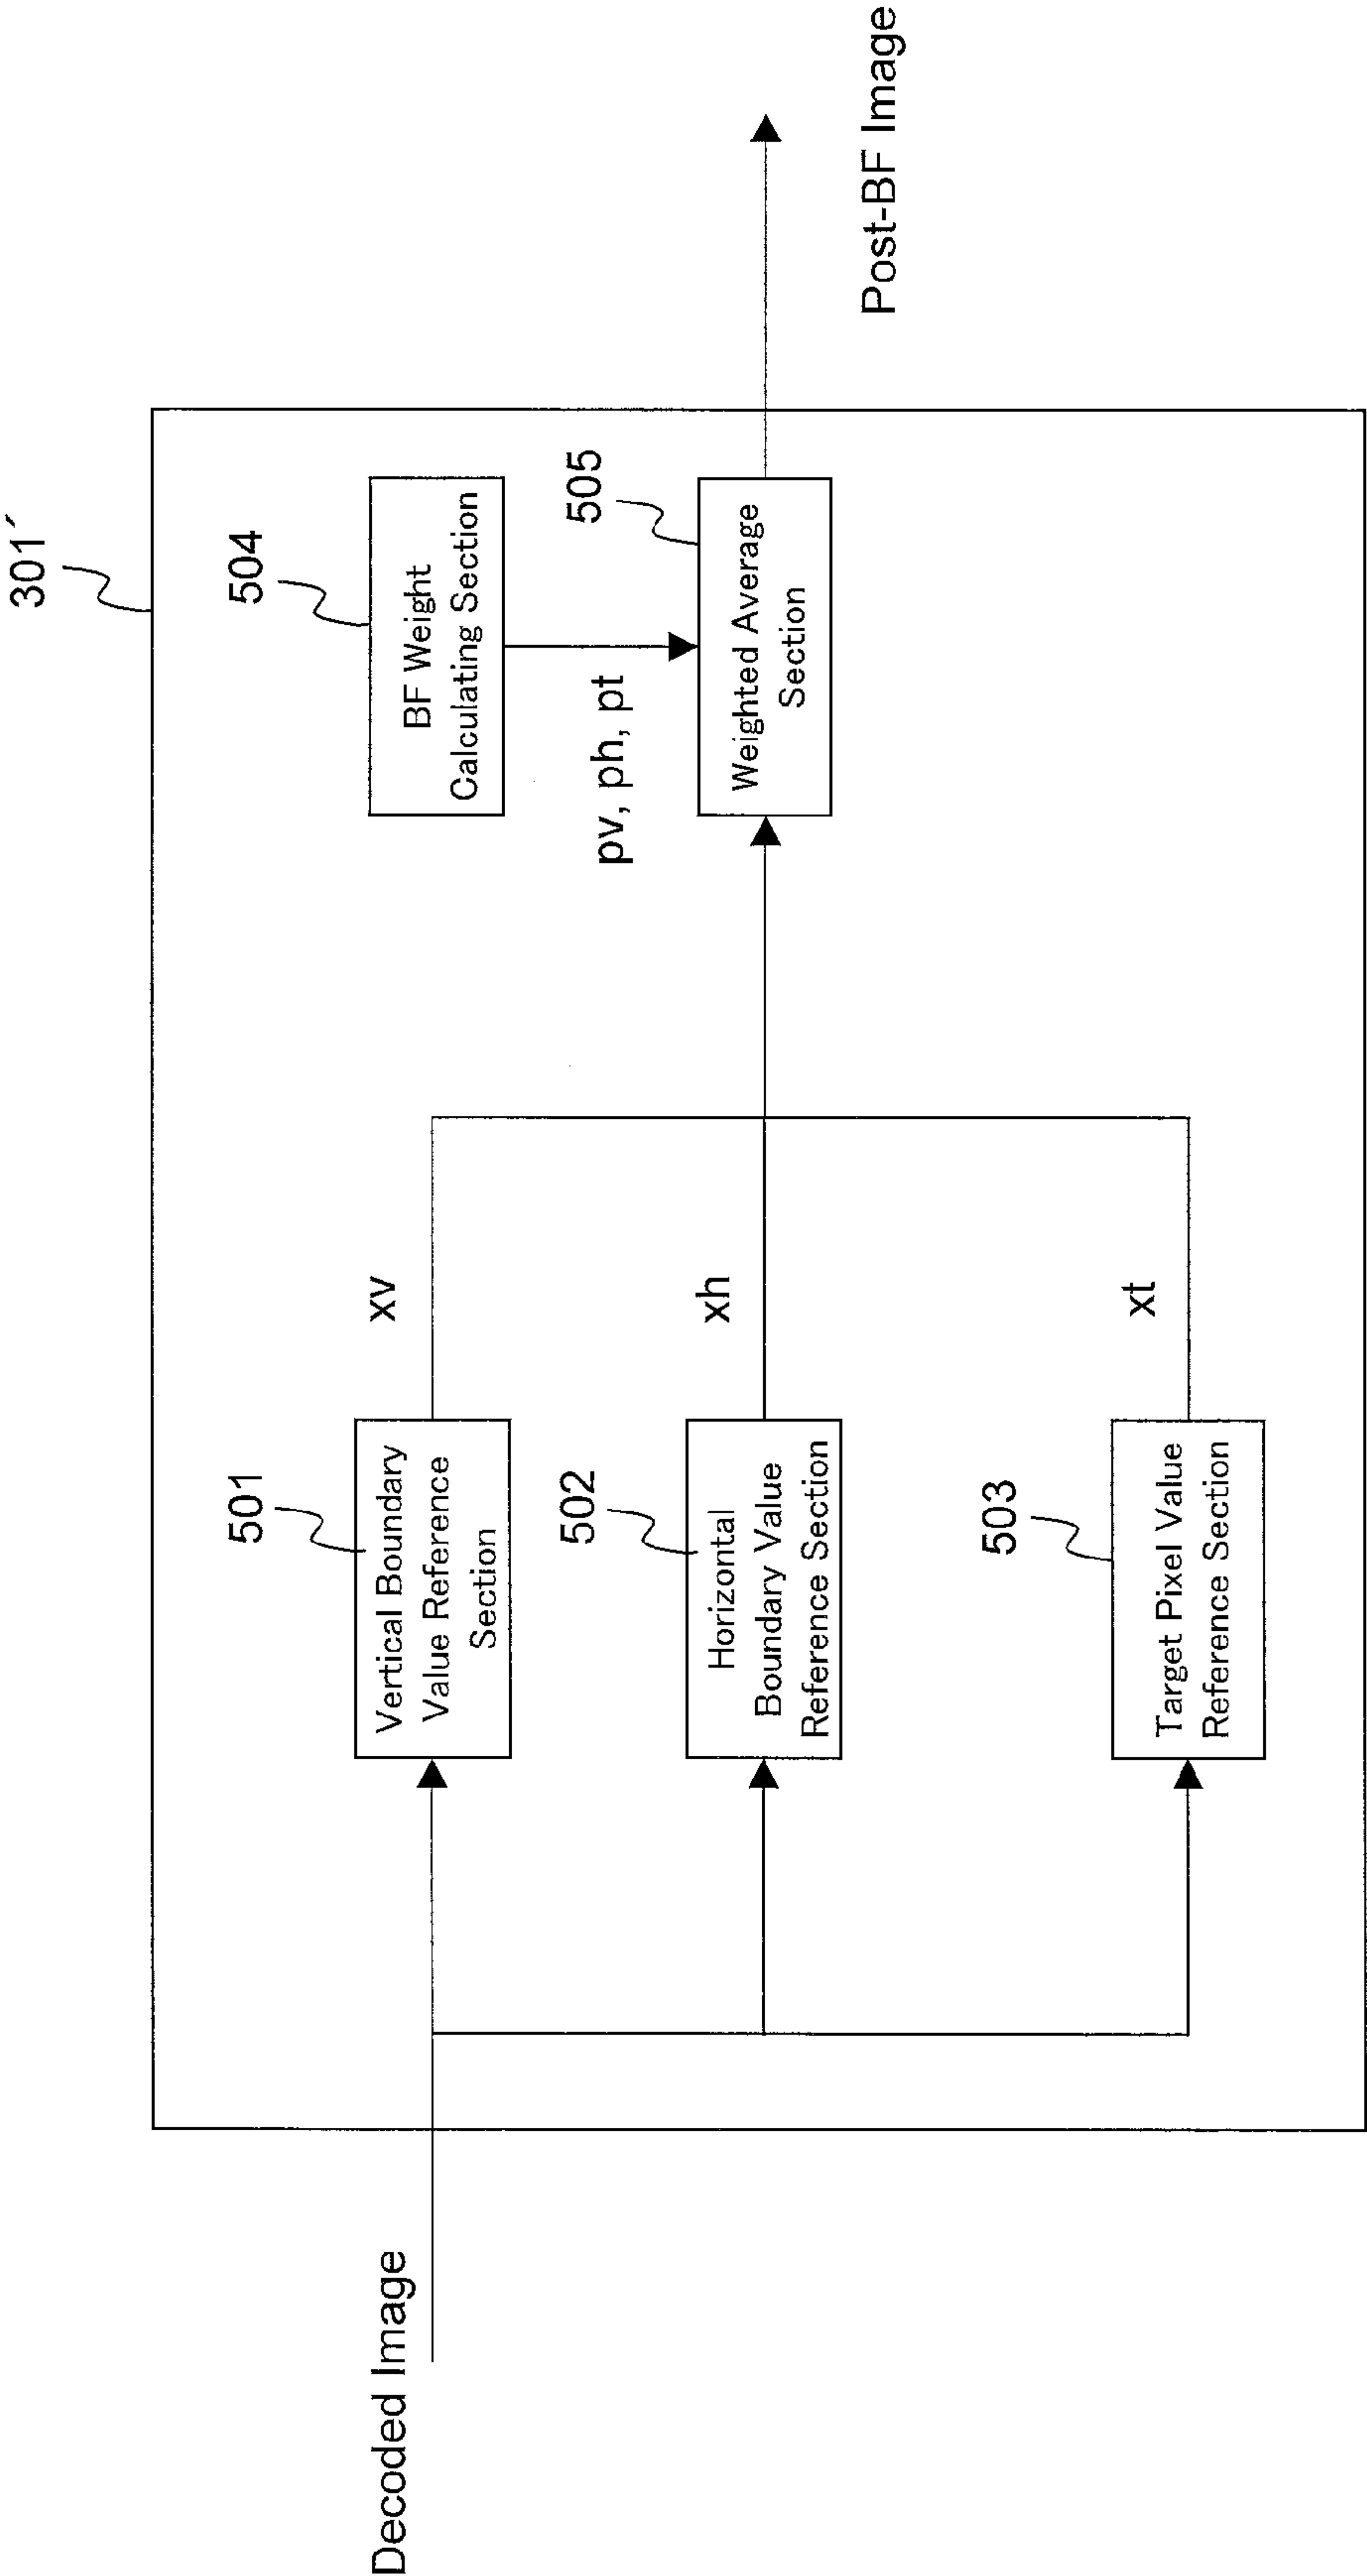 301´
504
BF Weight
Calculating Section
501
xv
Vertical Boundary
Value Reference
Section
pv, ph, pt
505
Decoded Image
502
xh
Horizontal
Boundary Value
Reference Section
Weighted Average
Section
Post-BF Image
503
xt
Target Pixel Value
Reference Section